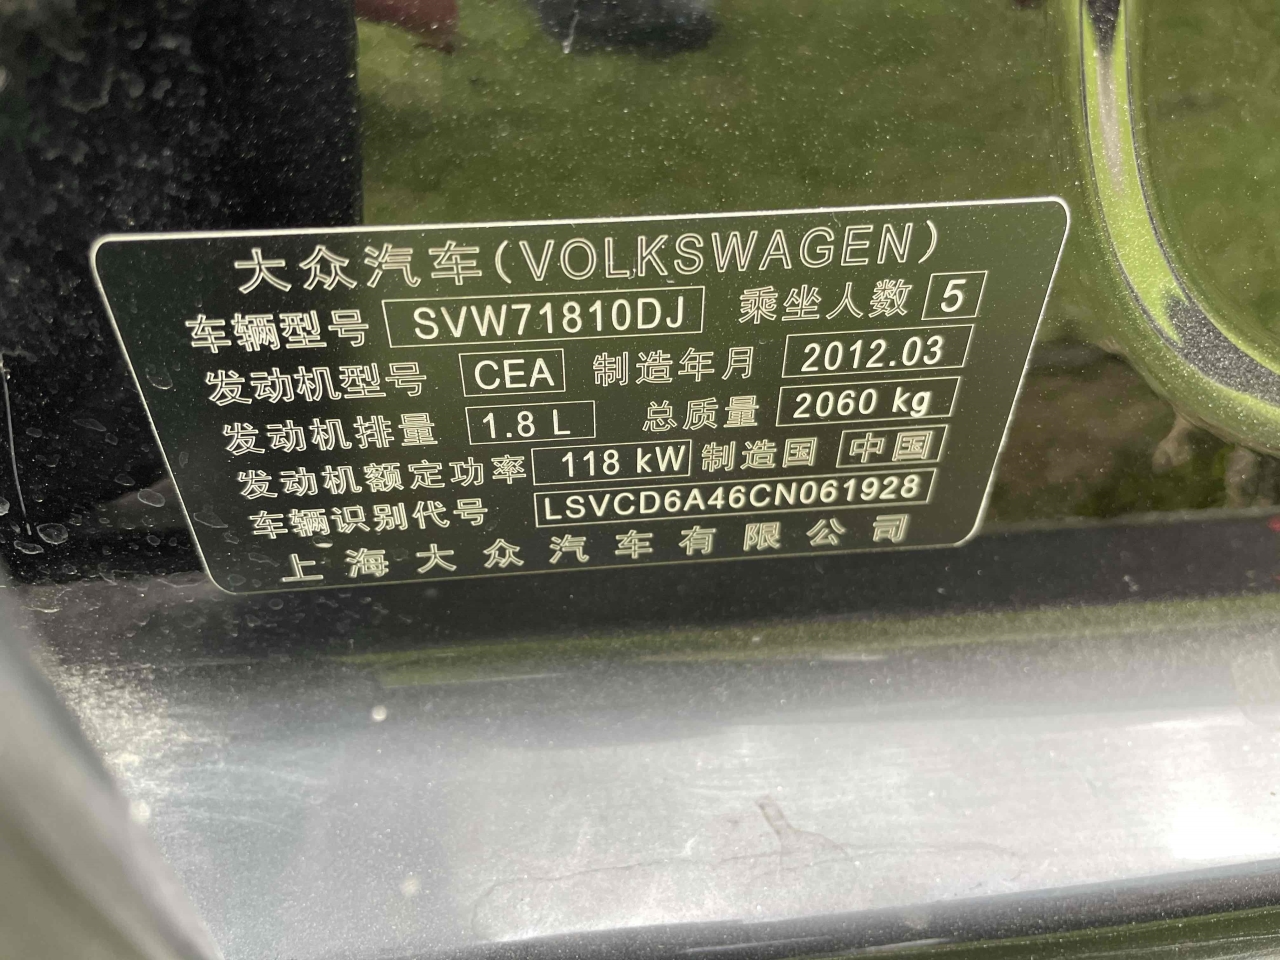 大众汽车(VOLKSWAGEN)
车辆型号 SVW71810DJ 乘坐人数 5
发动机型号 CEA 制造年月 2012.03
发动机排量 1.8 L 总质量 2060 kg
发动机额定功率 118 kW 制造国 中国
车辆识别代号 LSVCD6A46CN061928
上海大众汽车有限公司